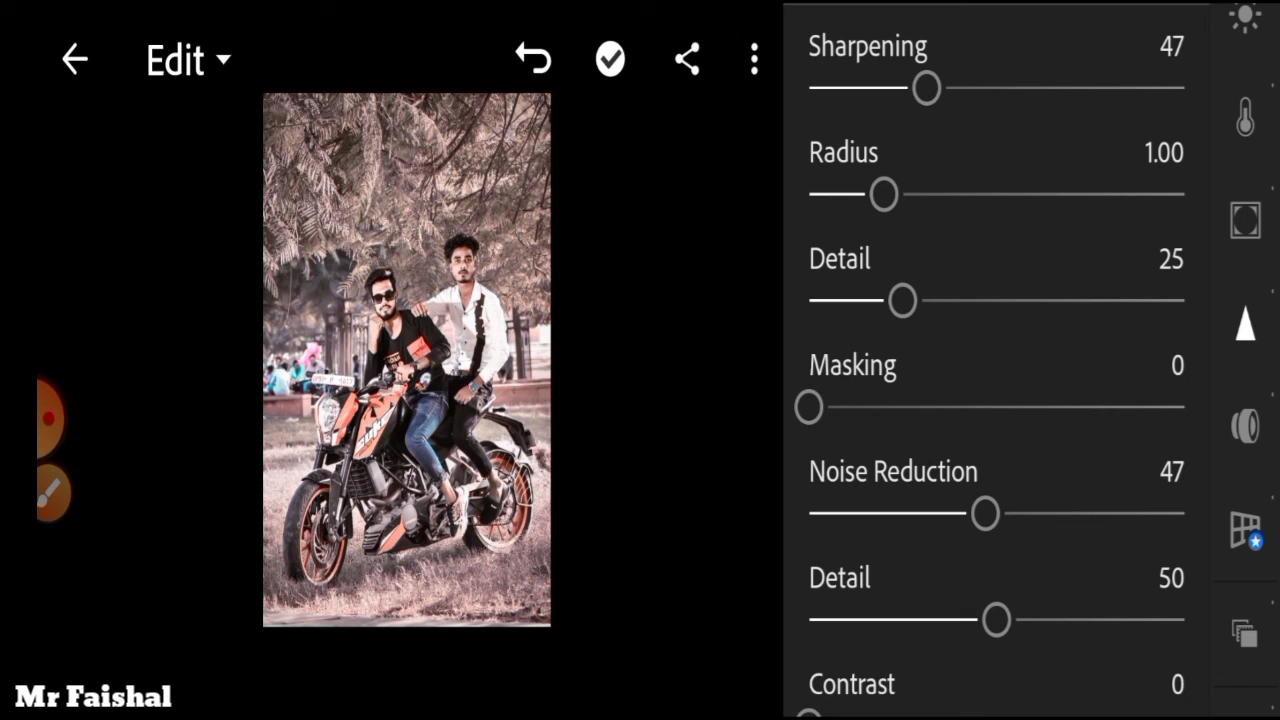 Edit
Sharpening 47
Radius 1.00
Detail 25
Masking 0
Noise Reduction 47
Detail 50
Contrast 0
Mr Faishal